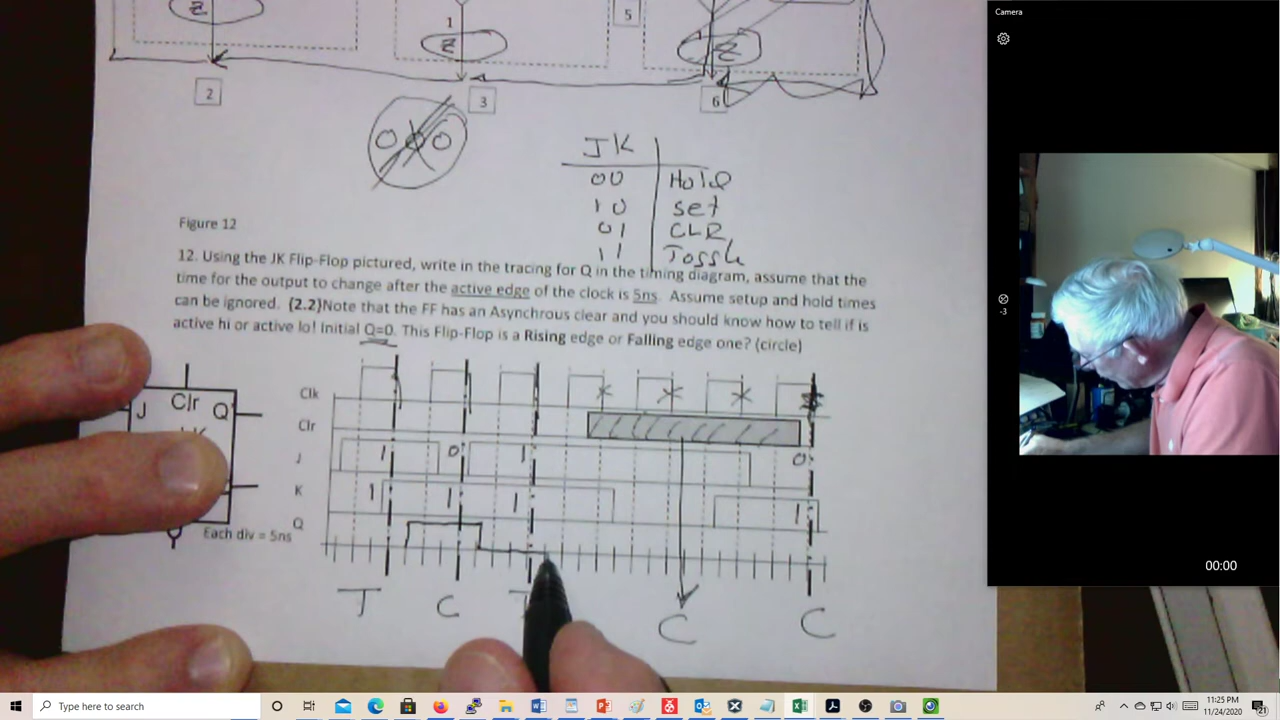 Camera
5
1
2
3
6
-3
JK
00 Hold
10 Set
01 CLR
11 Toggle
Figure 12
12. Using the JK Flip-Flop pictured, write in the tracing for Q in the timing diagram, assume that the
time for the output to change after the active edge of the clock is 5ns. Assume setup and hold times
can be ignored. (2.2)Note that the FF has an Asynchrous clear and you should know how to tell if is
active hi or active lo! Initial Q=0. This Flip-Flop is a Rising edge or Falling edge one? (circle)
J Clr Q
Clk
Clr
J 1 0 1 0
K 1 1 1 1
Q
Each div = 5ns
T C T C C
00:00
Type here to search
11:25 PM
11/24/2020